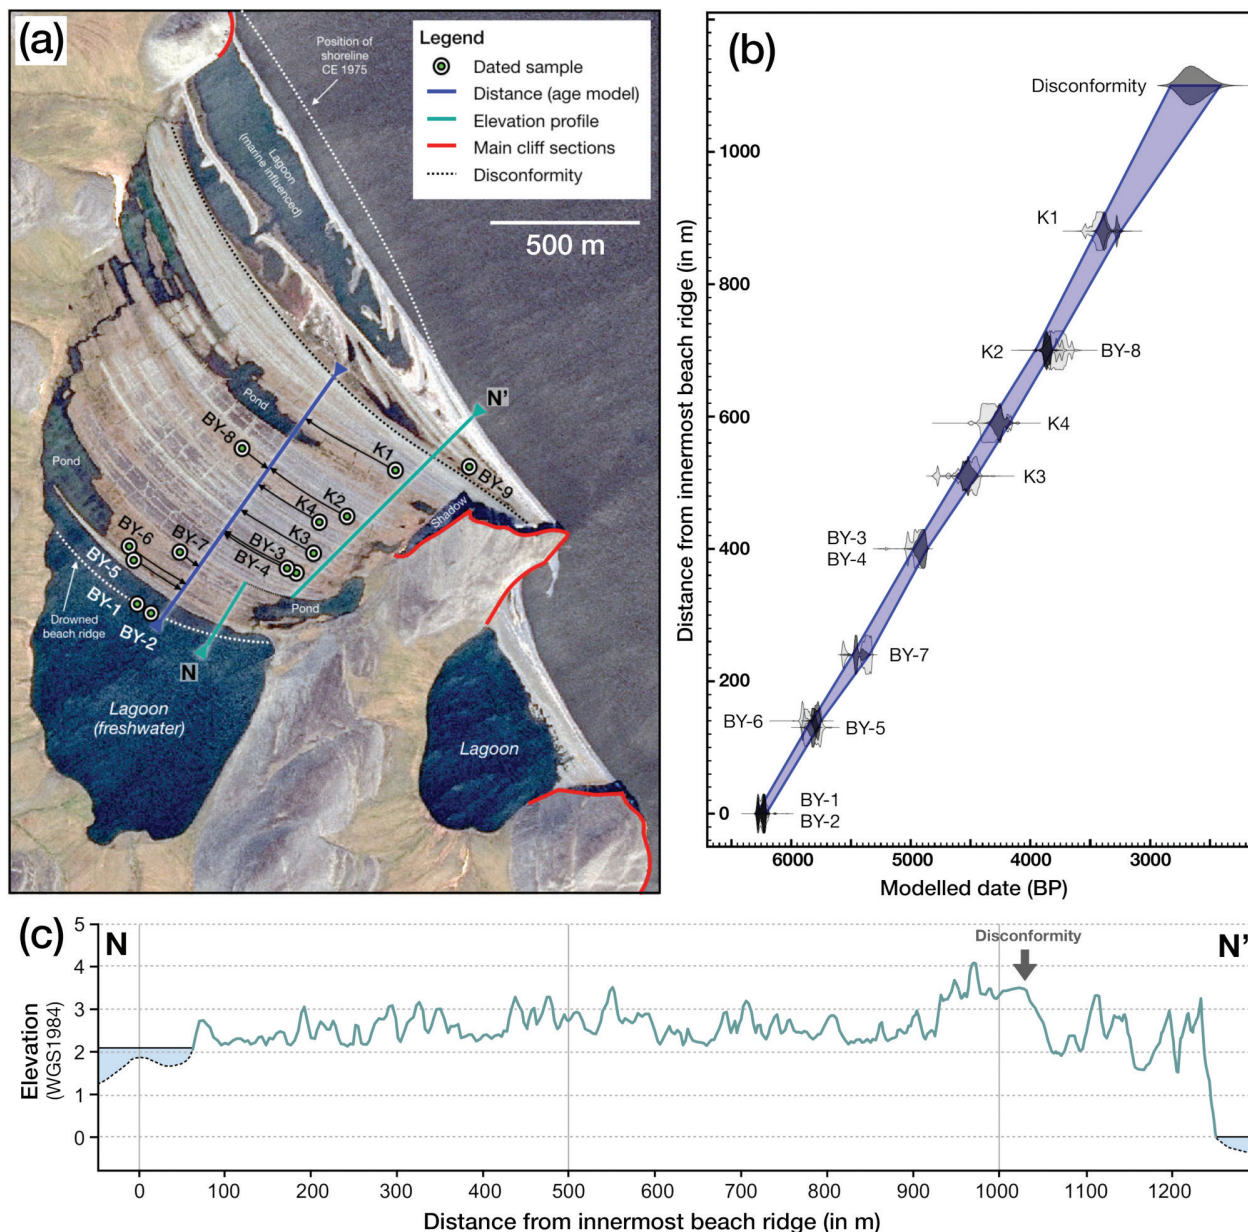 (a)
Position of
shoreline
CE 1975
Legend
Dated sample
Distance (age model)
Elevation profile
Main cliff sections
Disconformity
500 m
Lagoon
(marine influenced)
N'
Pond
BY-8
K1
BY-9
K2
K4
Shadow
Pond
K3
BY-6
BY-7
BY-3
BY-5
BY-4
BY-1
Pond
Drowned
beach ridge
BY-2
N
Lagoon
(freshwater)
Lagoon
(b)
Distance from innermost beach ridge (in m)
1000
800
600
400
200
0
Disconformity
K1
K2
BY-8
K4
K3
BY-3
BY-4
BY-7
BY-6
BY-5
BY-1
BY-2
6000 5000 4000 3000
Modelled date (BP)
(c)
N
N'
Disconformity
Elevation
(WGS1984)
5
4
3
2
1
0
0 100 200 300 400 500 600 700 800 900 1000 1100 1200
Distance from innermost beach ridge (in m)